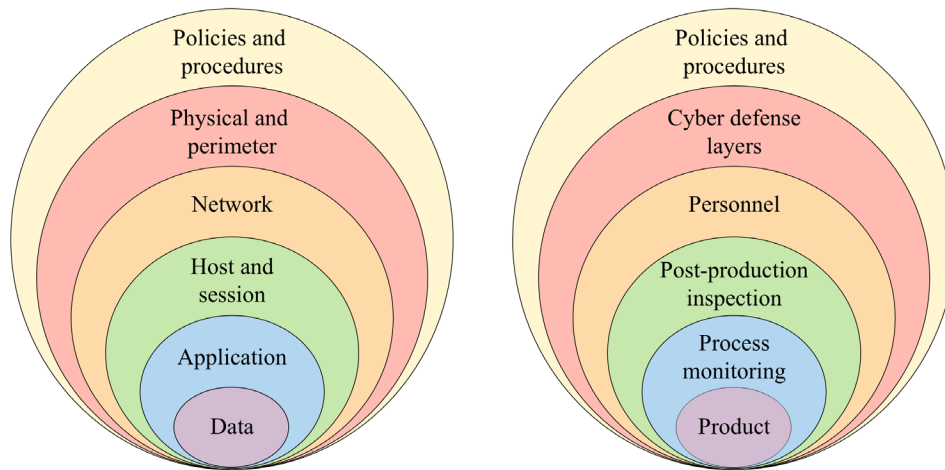 Policies and
procedures
Physical and
perimeter
Network
Host and
session
Application
Data
Policies and
procedures
Cyber defense
layers
Personnel
Post-production
inspection
Process
monitoring
Product